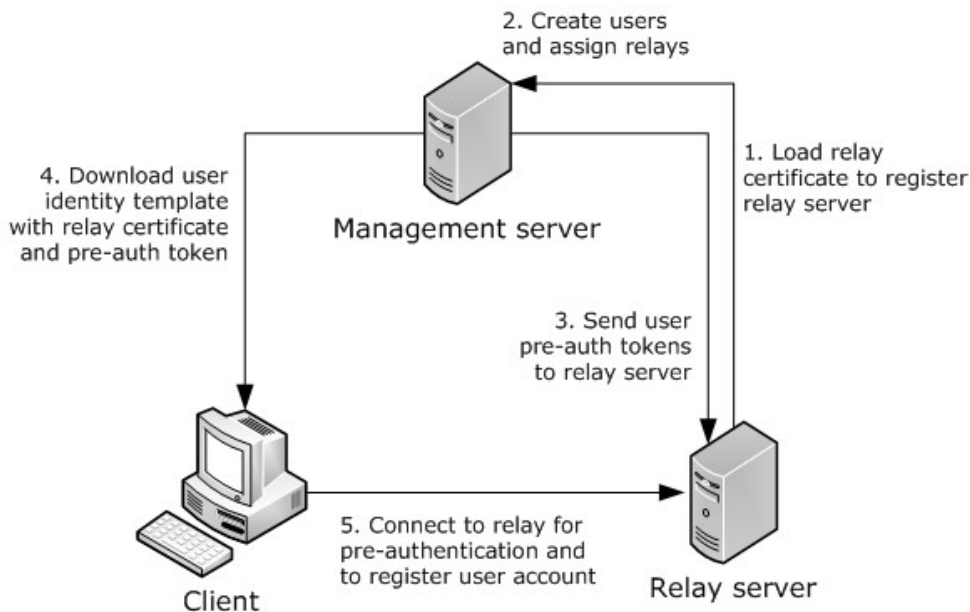 2. Create users
and assign relays
1. Load relay
certificate to register
relay server
4. Download user
identity template
with relay certificate
and pre-auth token
Management server
3. Send user
pre-auth tokens
to relay server
5. Connect to relay for
pre-authentication and
to register user account
Client
Relay server